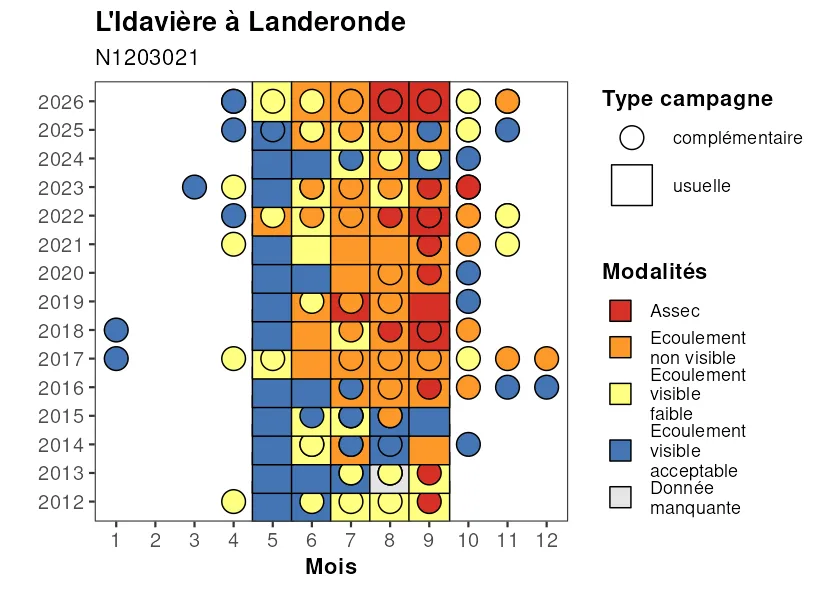 L'Idavière à Landeronde
N1203021
2026
2025
2024
2023
2022
2021
2020
2019
2018
2017
2016
2015
2014
2013
2012
1 2 3 4 5 6 7 8 9 10 11 12
Mois
Type campagne
complémentaire
usuelle
Modalités
Assec
Ecoulement
non visible
Ecoulement
visible
faible
Ecoulement
visible
acceptable
Donnée
manquante